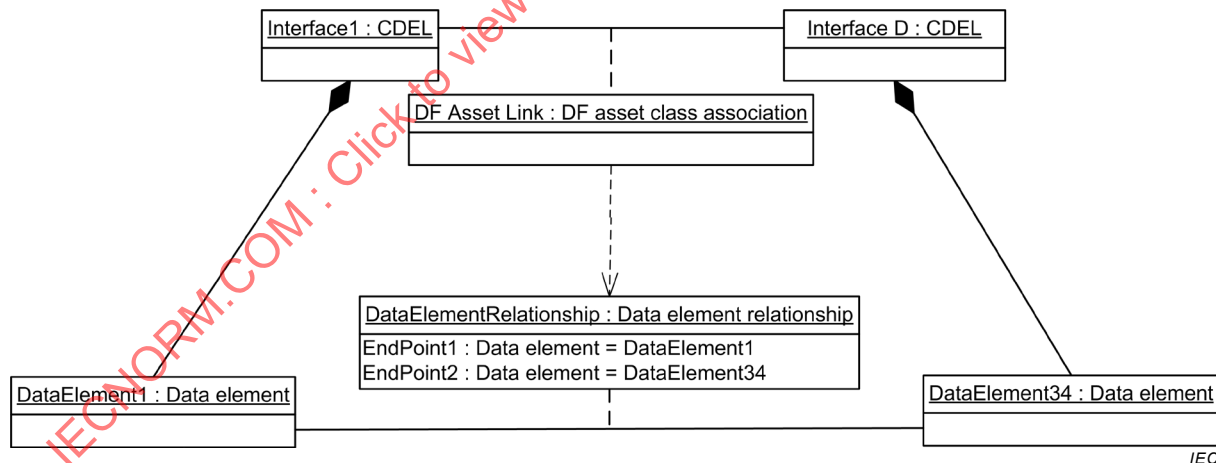 Interface1 : CDEL
Interface D : CDEL
DF Asset Link : DF asset class association
DataElementRelationship : Data element relationship
EndPoint1 : Data element = DataElement1
EndPoint2 : Data element = DataElement34
DataElement1 : Data element
DataElement34 : Data element
IECNORM.COM : Click to view
IEC